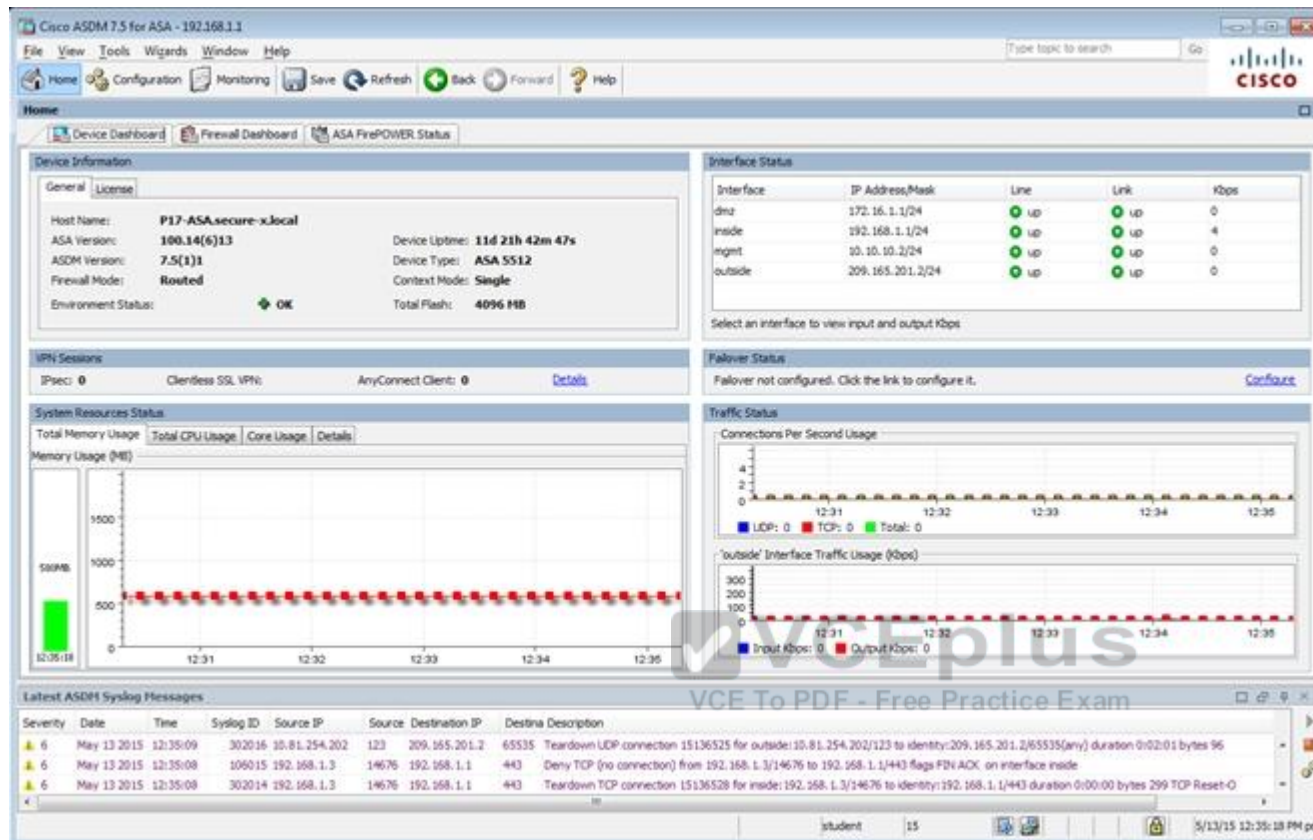 Cisco ASDM 7.5 for ASA - 192.168.1.1
File View Tools Wizards Window Help
Type topic to search Go
CISCO
Home Configuration Monitoring Save Refresh Back Forward Help
Home
Device Dashboard Firewall Dashboard ASA FirePOWER Status
Device Information
General License
Host Name: P17-ASA.secure-x.local
ASA Version: 100.14(6)13 Device Uptime: 11d 21h 42m 47s
ASDM Version: 7.5(1)1 Device Type: ASA 5512
Firewall Mode: Routed Context Mode: Single
Environment Status: OK Total Flash: 4096 MB
Interface Status
Interface IP Address/Mask Line Link Kbps
dmz 172.16.1.1/24 up up 0
inside 192.168.1.1/24 up up 4
mgmt 10.10.10.2/24 up up 0
outside 209.165.201.2/24 up up 0
Select an interface to view input and output Kbps
VPN Sessions
IPsec: 0 Clientless SSL VPN: AnyConnect Client: 0 Details
Failover Status
Failover not configured. Click the link to configure it. Configure
System Resources Status
Total Memory Usage Total CPU Usage Core Usage Details
Memory Usage (MB)
1500
1000
500
0
12:31 12:32 12:33 12:34 12:35
12:35:18
Traffic Status
Connections Per Second Usage
4
2
0
12:31 12:32 12:33 12:34 12:35
UDP: 0 TCP: 0 Total: 0
'outside' Interface Traffic Usage (Kbps)
300
200
100
0
12:31 12:32 12:33 12:34 12:35
Input Kbps: 0 Output Kbps: 0
VCEplus
VCE To PDF - Free Practice Exam
Latest ASDM Syslog Messages
Severity Date Time Syslog ID Source IP Source Destination IP Destina Description
6 May 13 2015 12:35:09 302016 10.81.254.202 123 209.165.201.2 65535 Teardown UDP connection 15136525 for outside:10.81.254.202/123 to identity:209.165.201.2/65535(any) duration 0:02:01 bytes 96
6 May 13 2015 12:35:08 106015 192.168.1.3 14676 192.168.1.1 443 Deny TCP (no connection) from 192.168.1.3/14676 to 192.168.1.1/443 flags FIN ACK on interface inside
6 May 13 2015 12:35:08 302014 192.168.1.3 14676 192.168.1.1 443 Teardown TCP connection 15136528 for inside:192.168.1.3/14676 to identity:192.168.1.1/443 duration 0:00:00 bytes 299 TCP Reset-O
student 15 5/13/15 12:35:18 PM